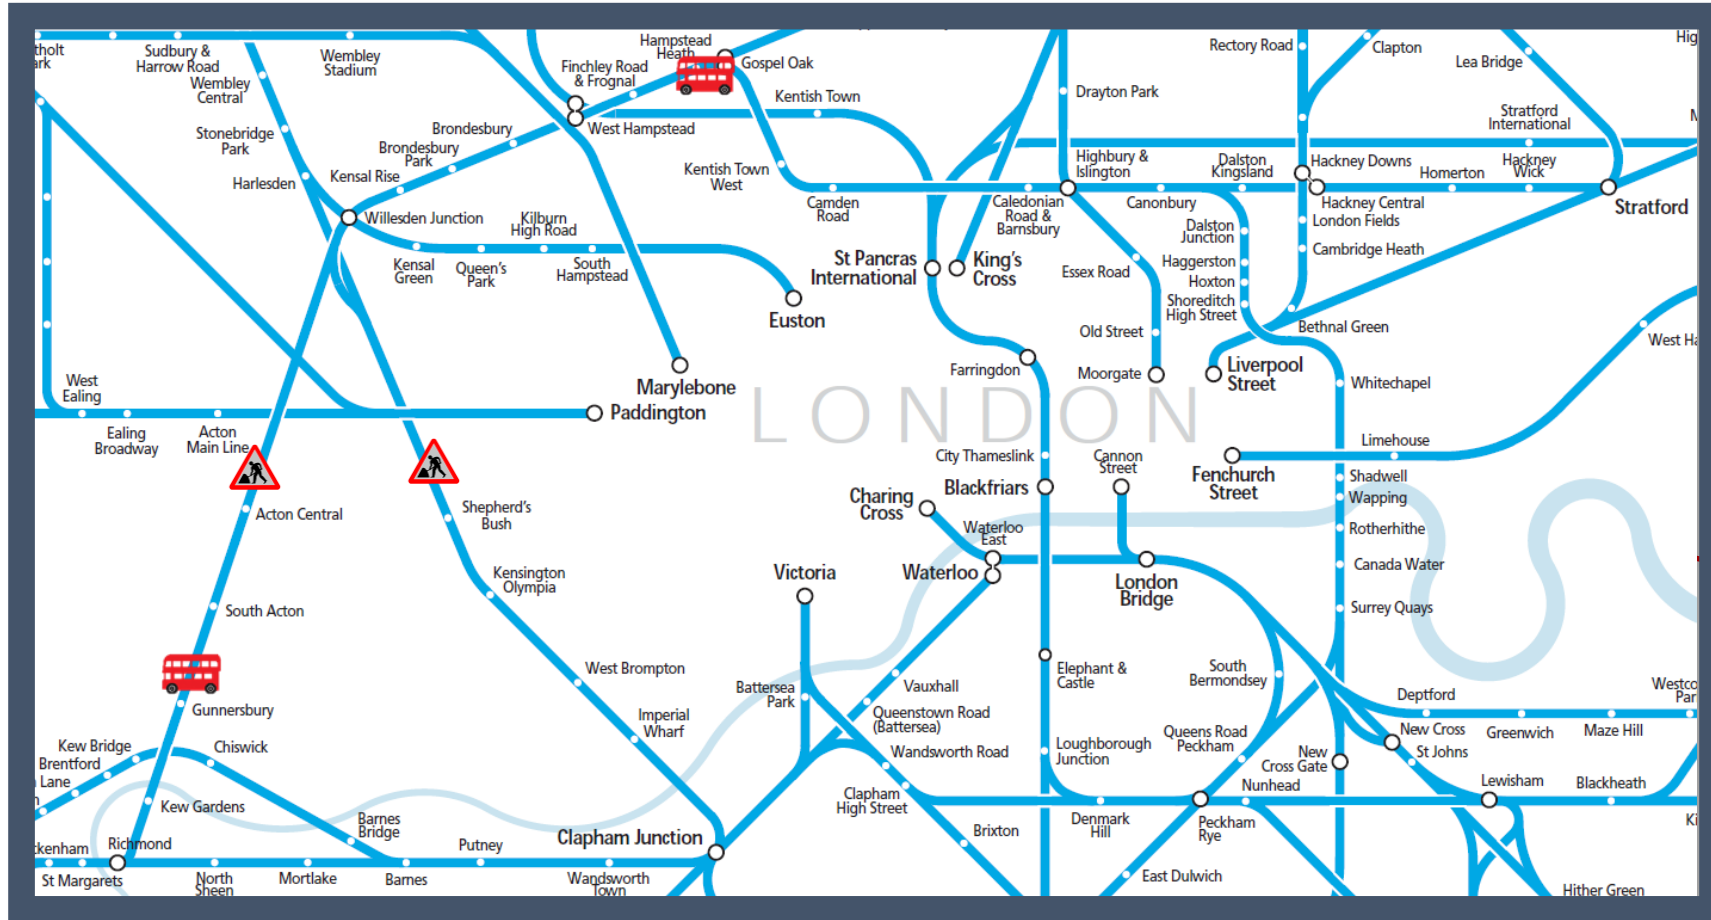 Sudbury &
Harrow Road
Wembley
Stadium
Wembley
Central
Stonebridge
Park
Harlesden
Willesden Junction
Kensal Rise
Brondesbury
Park
Brondesbury
Finchley Road
& Frognal
Hampstead
Heath
Gospel Oak
West Hampstead
Kentish Town
Kentish Town
West
Camden
Road
Caledonian
Road &
Barnsbury
Highbury &
Islington
Drayton Park
Canonbury
Dalston
Kingsland
Rectory Road
Clapton
Lea Bridge
Stratford
International
Hackney Downs
Hackney Central
Homerton
Hackney
Wick
Stratford
London Fields
Cambridge Heath
Dalston
Junction
Haggerston
Hoxton
Shoreditch
High Street
Bethnal Green
Liverpool
Street
Essex Road
Old Street
Moorgate
Kensal
Green
Queen's
Park
Kilburn
High Road
South
Hampstead
Euston
St Pancras
International
King's
Cross
Farringdon
Marylebone
Paddington
LONDON
West
Ealing
Ealing
Broadway
Acton
Main Line
Acton Central
South Acton
Gunnersbury
Kew Gardens
Richmond
Shepherd's
Bush
Kensington
Olympia
West Brompton
Imperial
Wharf
Clapham Junction
City Thameslink
Blackfriars
Cannon
Street
Charing
Cross
Waterloo
East
Waterloo
London
Bridge
Victoria
Battersea
Park
Vauxhall
Queenstown Road
(Battersea)
Wandsworth Road
Clapham
High Street
Brixton
Elephant &
Castle
Loughborough
Junction
Denmark
Hill
Peckham
Rye
East Dulwich
Queens Road
Peckham
South
Bermondsey
Nunhead
New
Cross Gate
New Cross
St Johns
Lewisham
Blackheath
Hither Green
Deptford
Greenwich
Maze Hill
Fenchurch
Street
Limehouse
Whitechapel
Shadwell
Wapping
Rotherhithe
Canada Water
Surrey Quays
Kew Bridge
Brentford
Lane
Chiswick
Barnes
Bridge
St Margarets
North
Sheen
Mortlake
Barnes
Putney
Wandsworth
Town